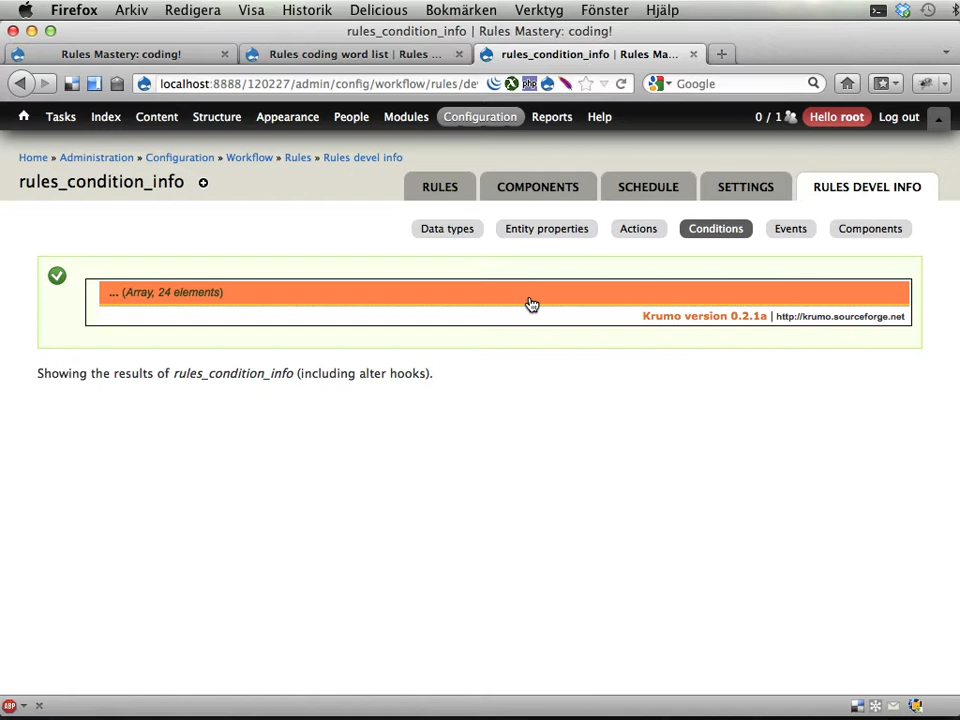 Firefox Arkiv Redigera Visa Historik Delicious Bokmärken Verktyg Fönster Hjälp
rules_condition_info | Rules Mastery: coding!
Rules Mastery: coding! Rules coding word list | Rules ... rules_condition_info | Rules Ma...
localhost:8888/120227/admin/config/workflow/rules/de php Google
Tasks Index Content Structure Appearance People Modules Configuration Reports Help 0 / 1 Hello root Log out
Home » Administration » Configuration » Workflow » Rules » Rules devel info
rules_condition_info
RULES COMPONENTS SCHEDULE SETTINGS RULES DEVEL INFO
Data types Entity properties Actions Conditions Events Components
... (Array, 24 elements)
Krumo version 0.2.1a | http://krumo.sourceforge.net
Showing the results of rules_condition_info (including alter hooks).
ABP